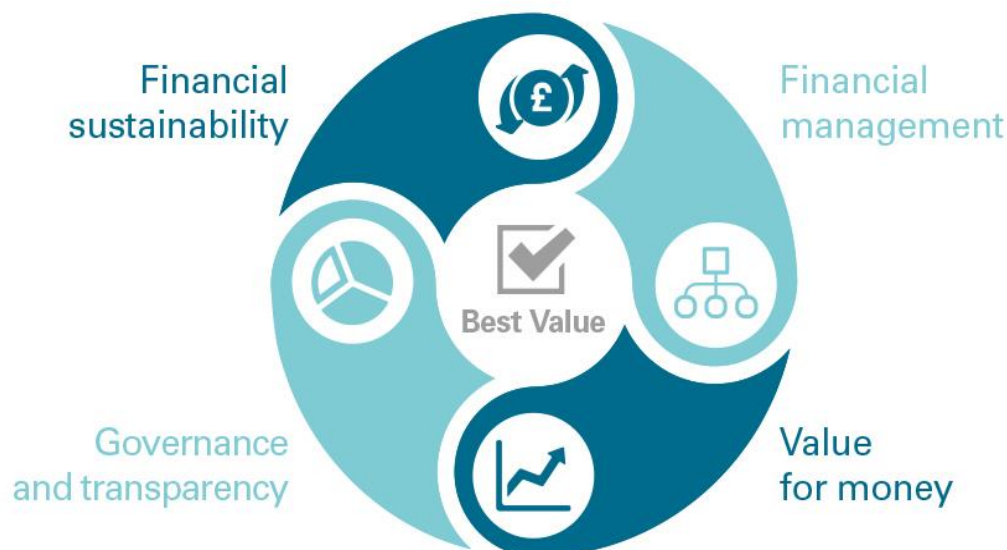 Financial
sustainability
Financial
management
£
Best Value
Governance
and transparency
Value
for money